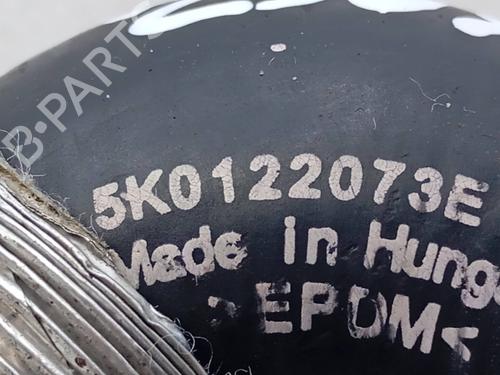 B-PARTS
5K0122073E
Made in Hunga
>EPDM<